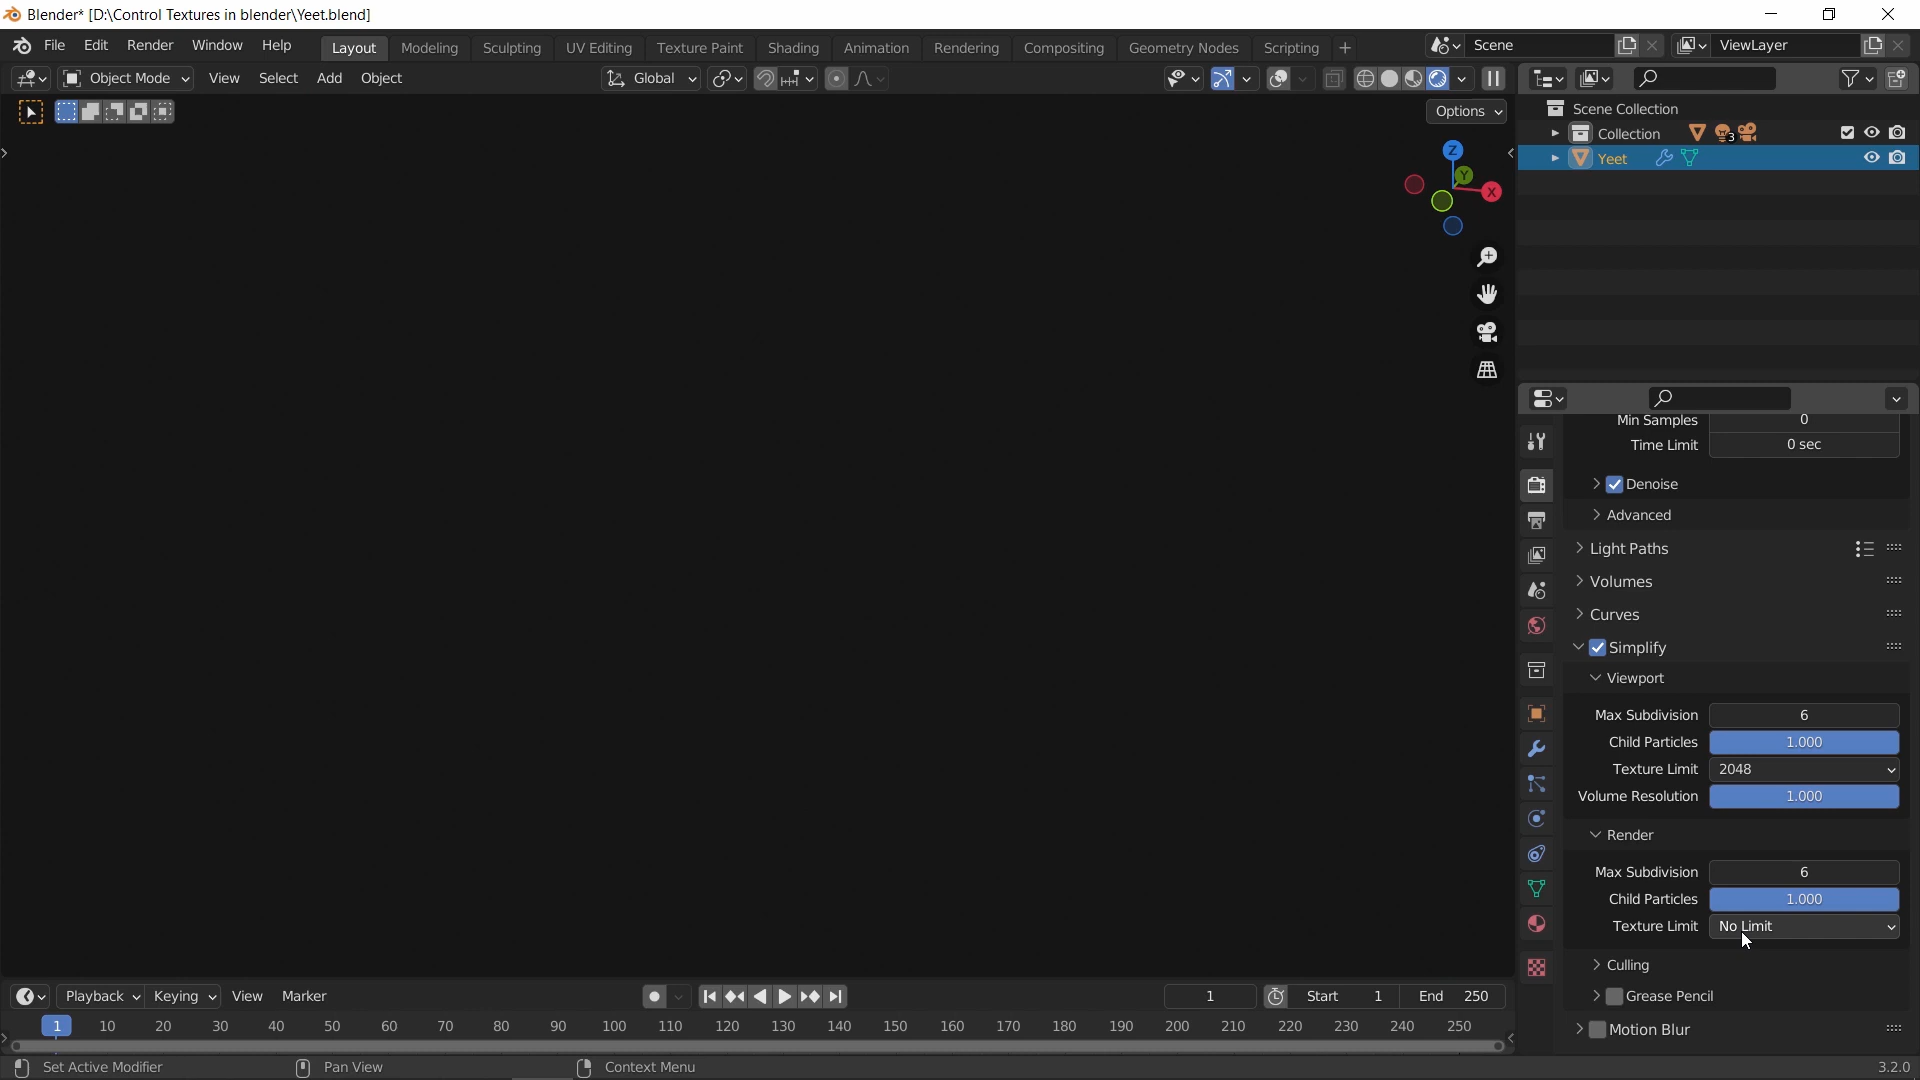 Blender* [D:\Control Textures in blender\Yeet.blend]
File Edit Render Window Help Layout Modeling Sculpting UV Editing Texture Paint Shading Animation Rendering Compositing Geometry Nodes Scripting + Scene ViewLayer
Object Mode View Select Add Object Global
Options
Scene Collection
Collection 3
Yeet
Z
Y
X
Min Samples 0
Time Limit 0 sec
Denoise
Advanced
Light Paths
Volumes
Curves
Simplify
Viewport
Max Subdivision 6
Child Particles 1.000
Texture Limit 2048
Volume Resolution 1.000
Render
Max Subdivision 6
Child Particles 1.000
Texture Limit No Limit
Culling
Grease Pencil
Motion Blur
Playback Keying View Marker 1 Start 1 End 250
1 10 20 30 40 50 60 70 80 90 100 110 120 130 140 150 160 170 180 190 200 210 220 230 240 250
Set Active Modifier Pan View Context Menu 3.2.0